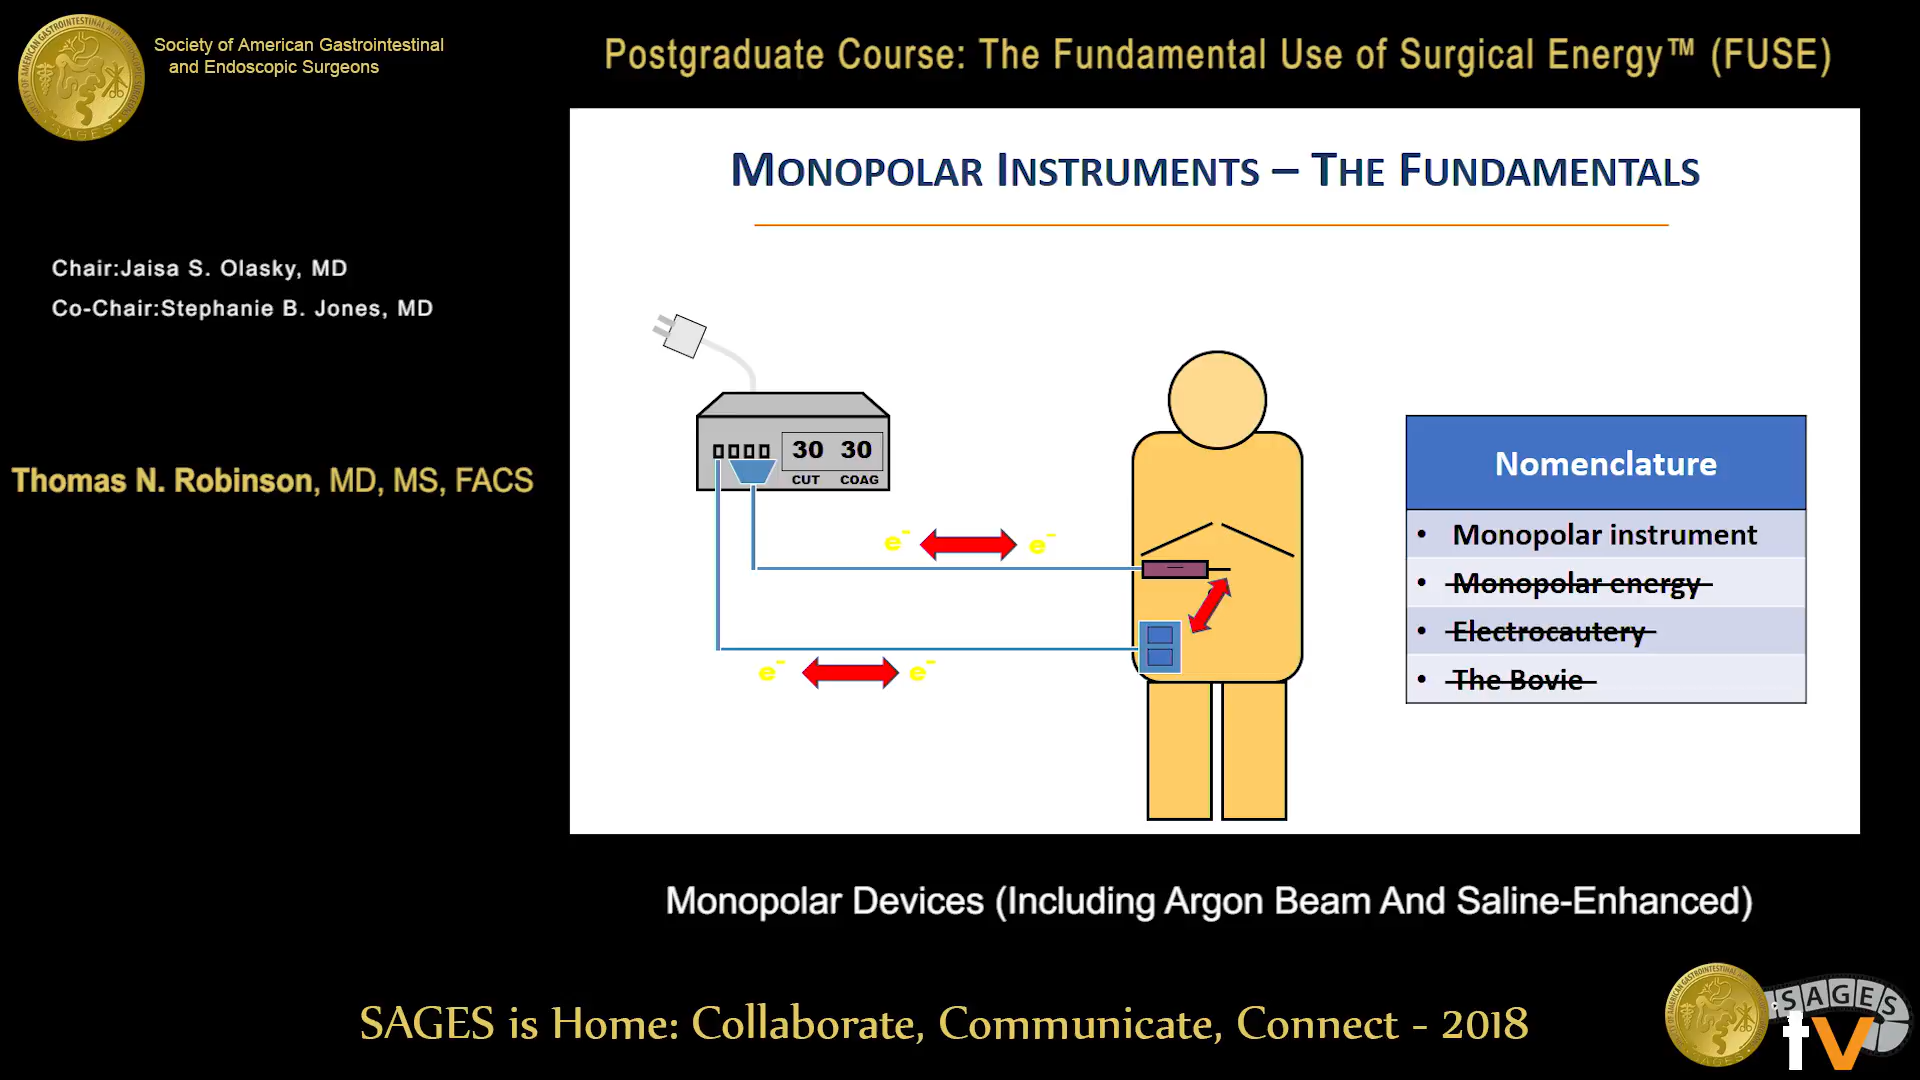 Society of American Gastrointestinal
and Endoscopic Surgeons
Postgraduate Course: The Fundamental Use of Surgical Energy™ (FUSE)
Chair:Jaisa S. Olasky, MD
Co-Chair:Stephanie B. Jones, MD
Thomas N. Robinson, MD, MS, FACS
MONOPOLAR INSTRUMENTS – THE FUNDAMENTALS
30 30
CUT COAG
e⁻ e⁻
e⁻ e⁻
Nomenclature
• Monopolar instrument
• Monopolar energy
• Electrocautery
• The Bovie
Monopolar Devices (Including Argon Beam And Saline-Enhanced)
SAGES is Home: Collaborate, Communicate, Connect - 2018
SAGES
tv